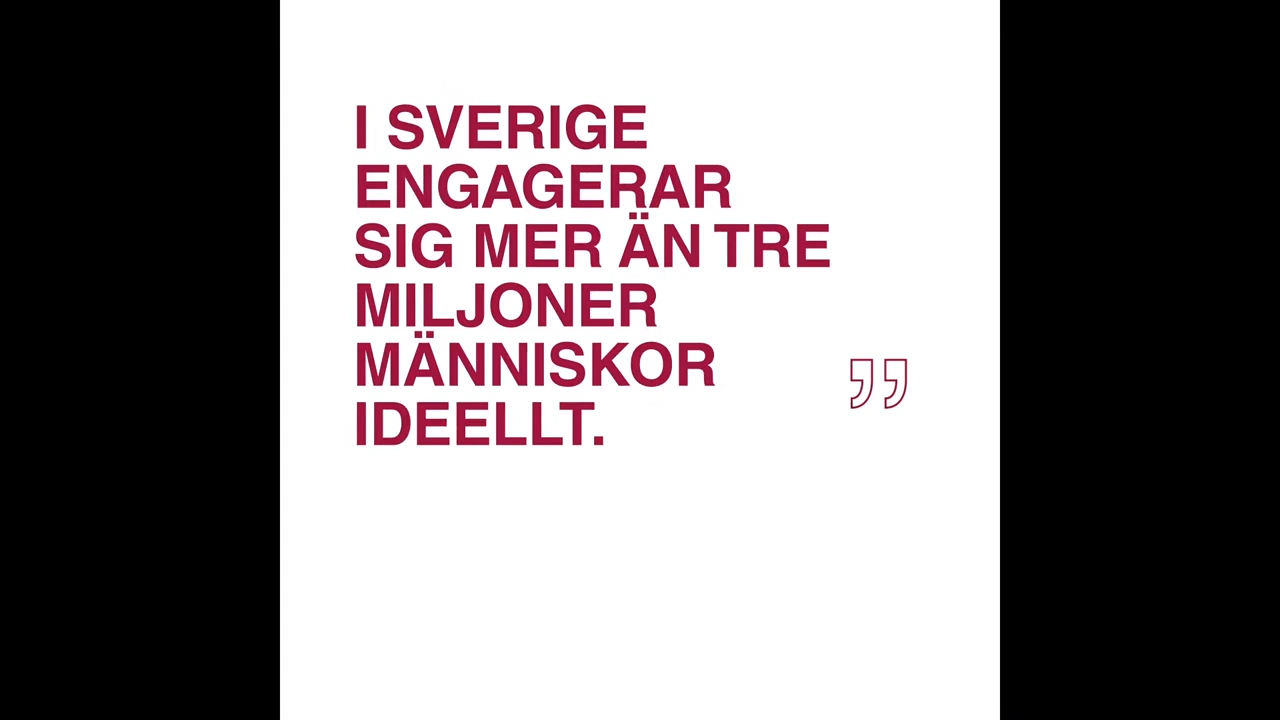 I SVERIGE
ENGAGERAR
SIG MER ÄN TRE
MILJONER
MÄNNISKOR
IDEELLT.
”